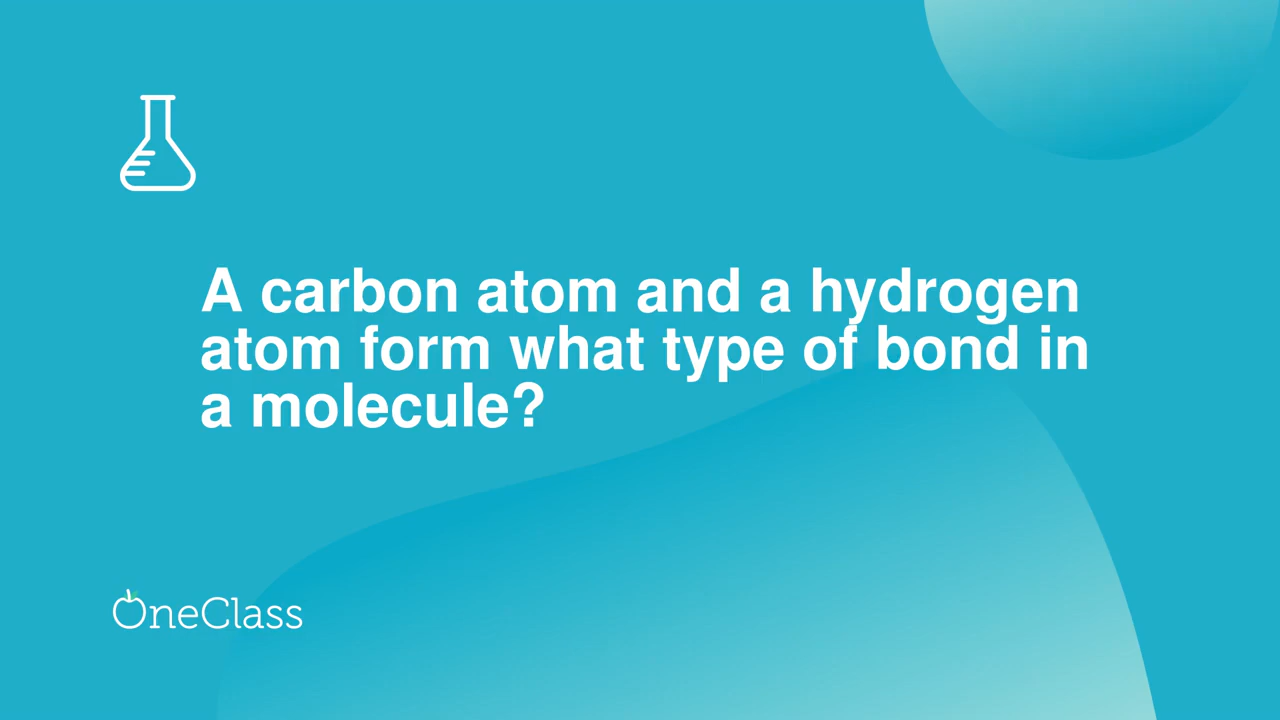 A carbon atom and a hydrogen
atom form what type of bond in
a molecule?
OneClass